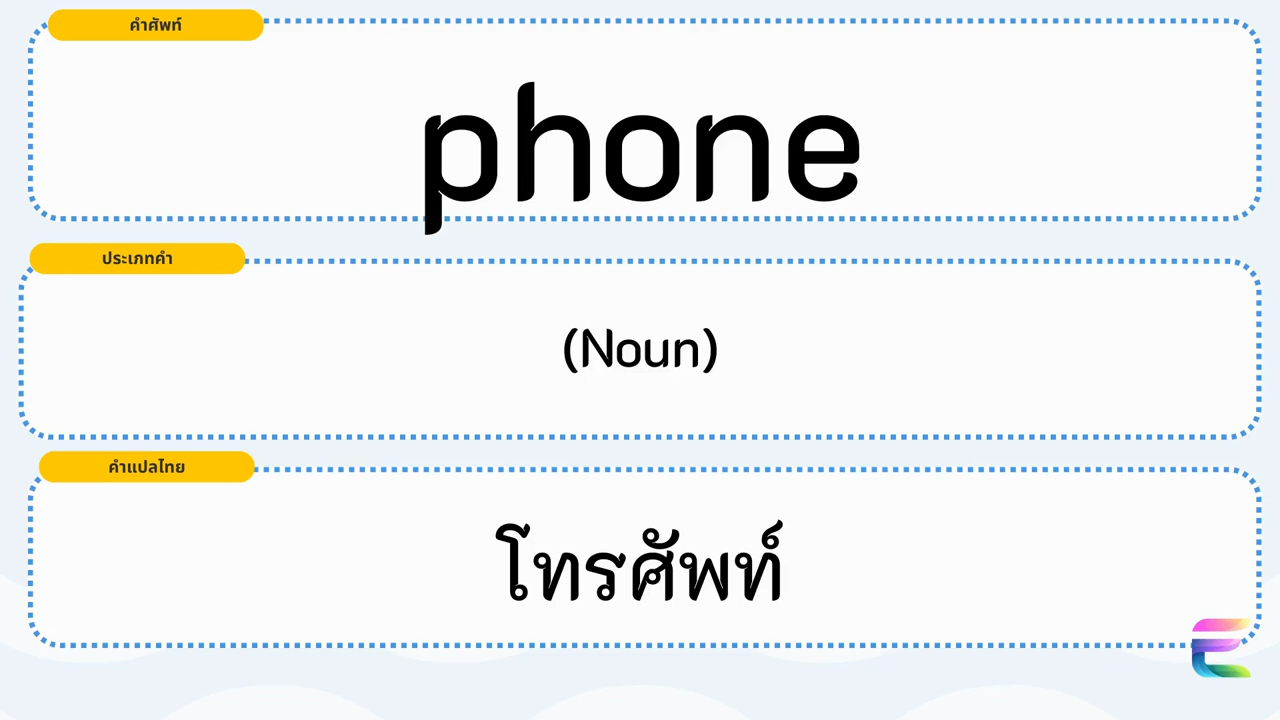 คำศัพท์
phone
ประเภทคำ
(Noun)
คำแปลไทย
โทรศัพท์